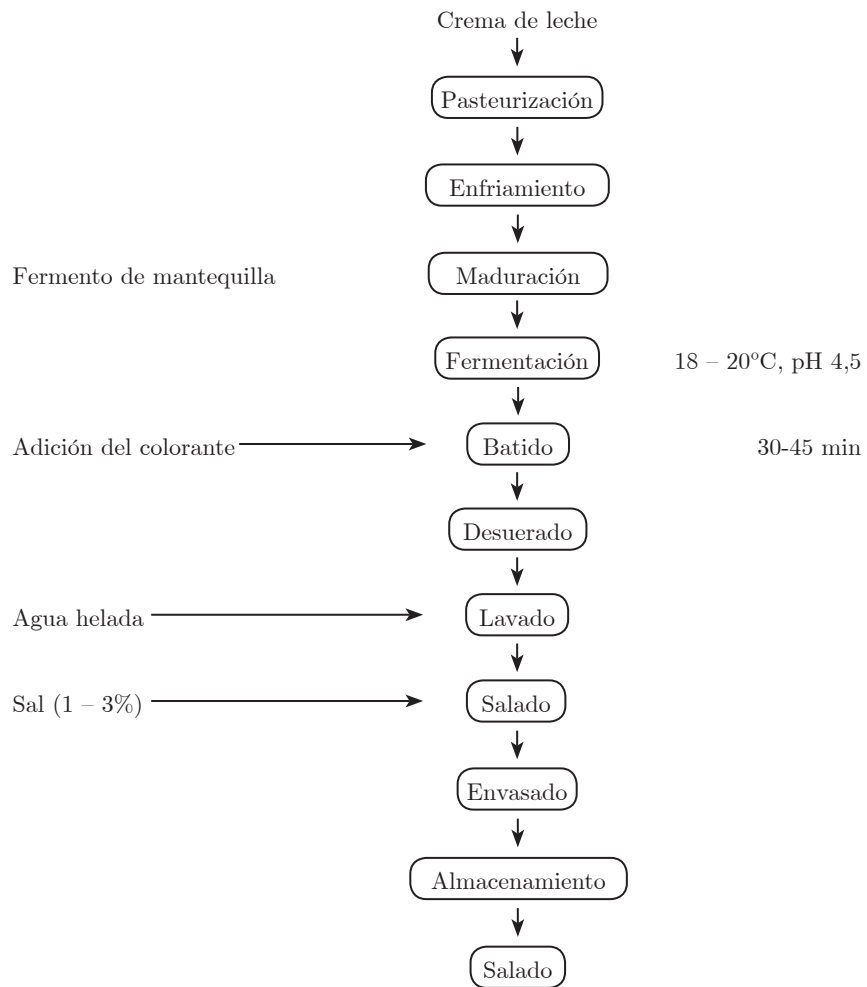 Crema de leche
Pasteurización
Enfriamiento
Fermento de mantequilla
Maduración
Fermentación
18 – 20ºC, pH 4,5
Adición del colorante
Batido
30-45 min
Desuerado
Agua helada
Lavado
Sal (1 – 3%)
Salado
Envasado
Almacenamiento
Salado